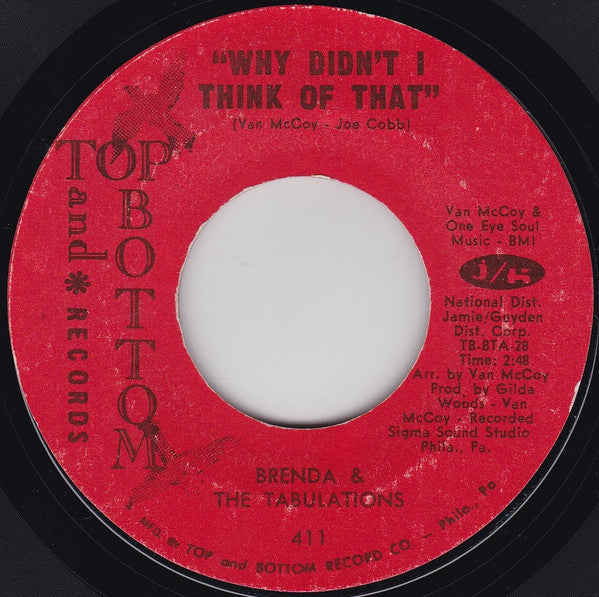 "WHY DIDN'T I
THINK OF THAT"
(Van McCoy - Joe Cobb)
TOP
and
BOTTOM
RECORDS
Van McCoy &
One Eye Soul
Music - BMI
J/G
National Dist.
Jamie/Guyden
Dist. Corp.
TB-BTA-28
Time: 2:48
Arr. by Van McCoy
Prod. by Gilda
Woods - Van
McCoy - Recorded
Sigma Sound Studio
Phila., Pa.
BRENDA &
THE TABULATIONS
411
MFG. BY TOP and BOTTOM RECORD CO. - Phila., Pa